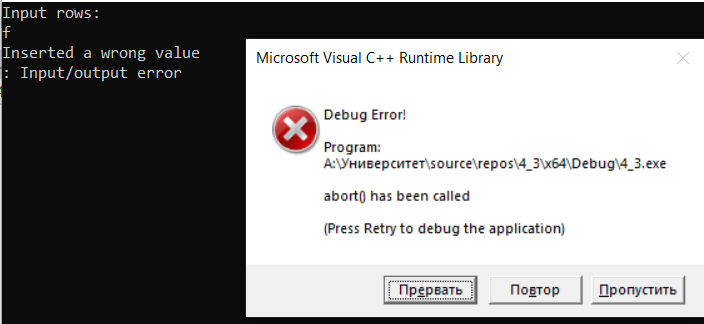 Input rows:
f
Inserted a wrong value
: Input/output error
Microsoft Visual C++ Runtime Library
Debug Error!
Program:
A:\Университет\source\repos\4_3\x64\Debug\4_3.exe
abort() has been called
(Press Retry to debug the application)
Прервать
Повтор
Пропустить